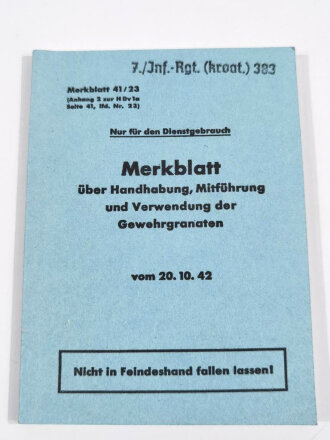 7./Inf.-Rgt. (kroat.) 383
Merkblatt 41/23
(Anhang 2 zur H Dv 1a
Seite 41, lfd. Nr. 23)
Nur für den Dienstgebrauch
Merkblatt
über Handhabung, Mitführung
und Verwendung der
Gewehrgranaten
vom 20. 10. 42
Nicht in Feindeshand fallen lassen!